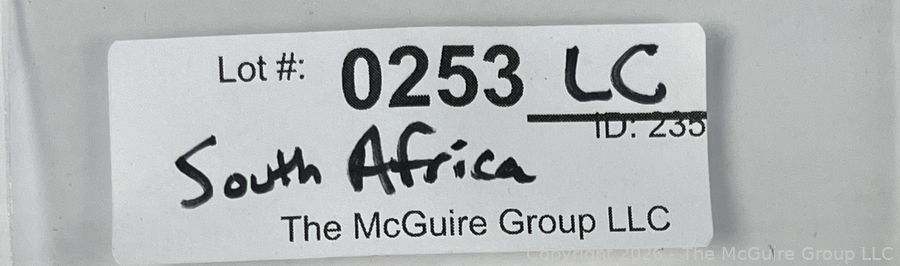 Lot #: 0253 LC
ID: 235
South Africa
The McGuire Group LLC
Copyright 2026 - The McGuire Group LLC